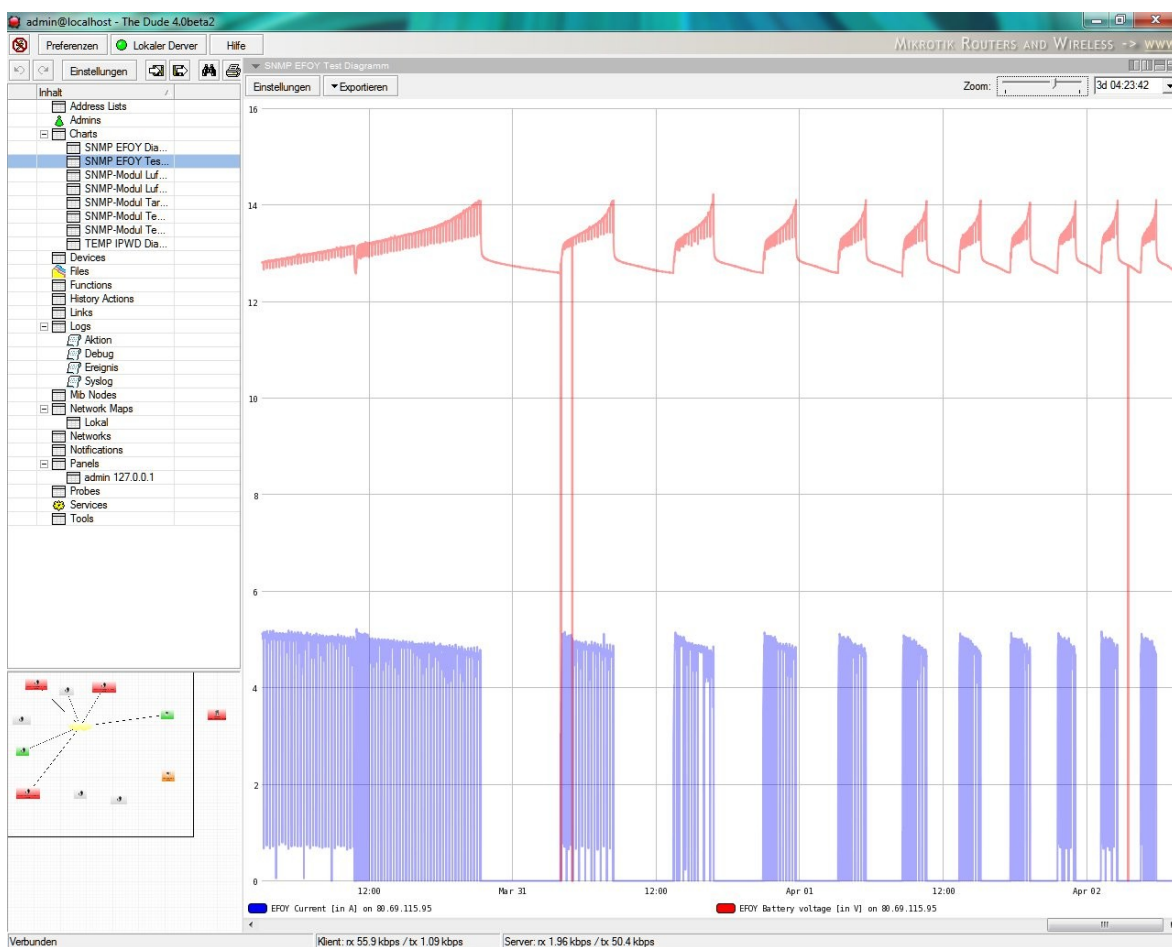 admin@localhost - The Dude 4.0beta2
Preferenzen Lokaler Derver Hilfe
MIKROTIK ROUTERS AND WIRELESS -> www
Einstellungen
SNMP EFOY Test Diagramm
Einstellungen Exportieren
Zoom: 3d 04:23:42
Inhalt
Address Lists
Admins
Charts
SNMP EFOY Dia...
SNMP EFOY Tes...
SNMP-Modul Luf...
SNMP-Modul Luf...
SNMP-Modul Tar...
SNMP-Modul Te...
SNMP-Modul Te...
TEMP IPWD Dia...
Devices
Files
Functions
History Actions
Links
Logs
Aktion
Debug
Ereignis
Syslog
Mib Nodes
Network Maps
Lokal
Networks
Notifications
Panels
admin 127.0.0.1
Probes
Services
Tools
16
14
12
10
8
6
4
2
0
12:00 Mar 31 12:00 Apr 01 12:00 Apr 02
EFOY Current [in A] on 80.69.115.95 EFOY Battery voltage [in V] on 80.69.115.95
Verbunden Klient: rx 55.9 kbps / tx 1.09 kbps Server: rx 1.96 kbps / tx 50.4 kbps